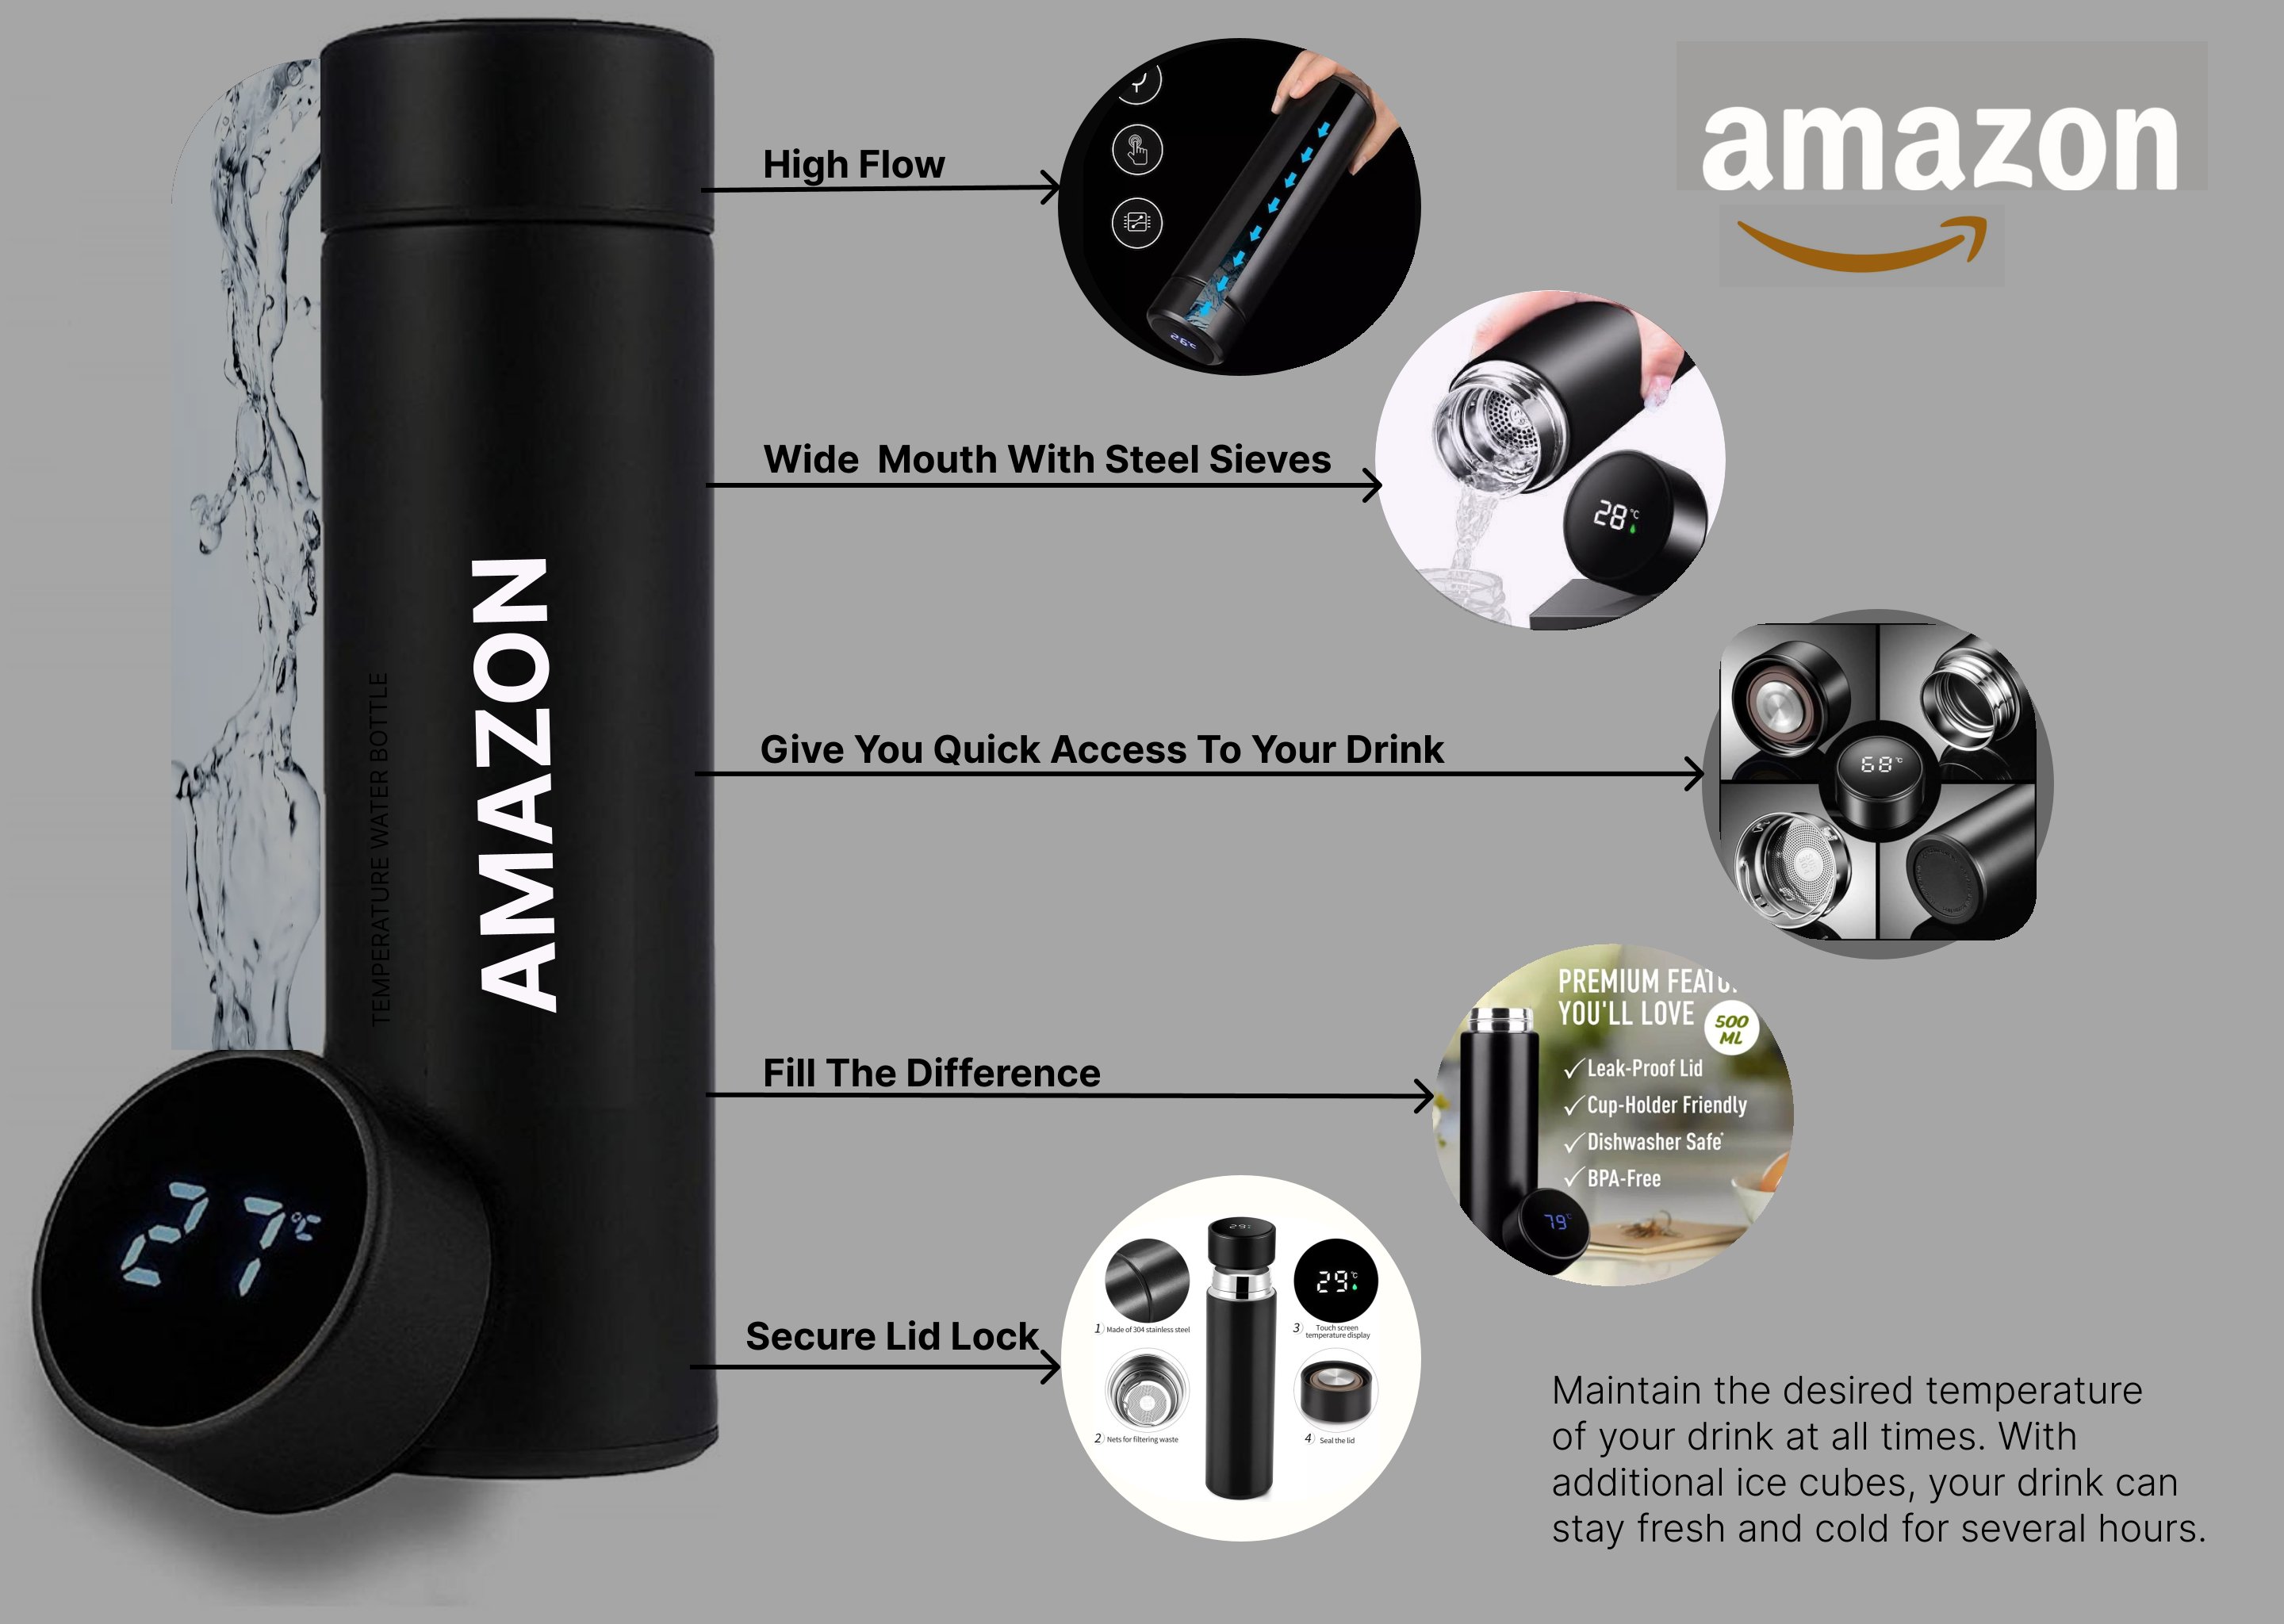 amazon
High Flow
26°C
Wide Mouth With Steel Sieves
28°C
AMAZON
TEMPERATURE WATER BOTTLE
Give You Quick Access To Your Drink
68°C
Fill The Difference
PREMIUM FEATU
YOU'LL LOVE
500
ML
Leak-Proof Lid
Cup-Holder Friendly
Dishwasher Safe*
BPA-Free
79°C
27°C
Secure Lid Lock
29°
29°C
1) Made of 304 stainless steel
3) Touch screen
temperature display
2) Nets for filtering waste
4) Seal the lid
Maintain the desired temperature
of your drink at all times. With
additional ice cubes, your drink can
stay fresh and cold for several hours.